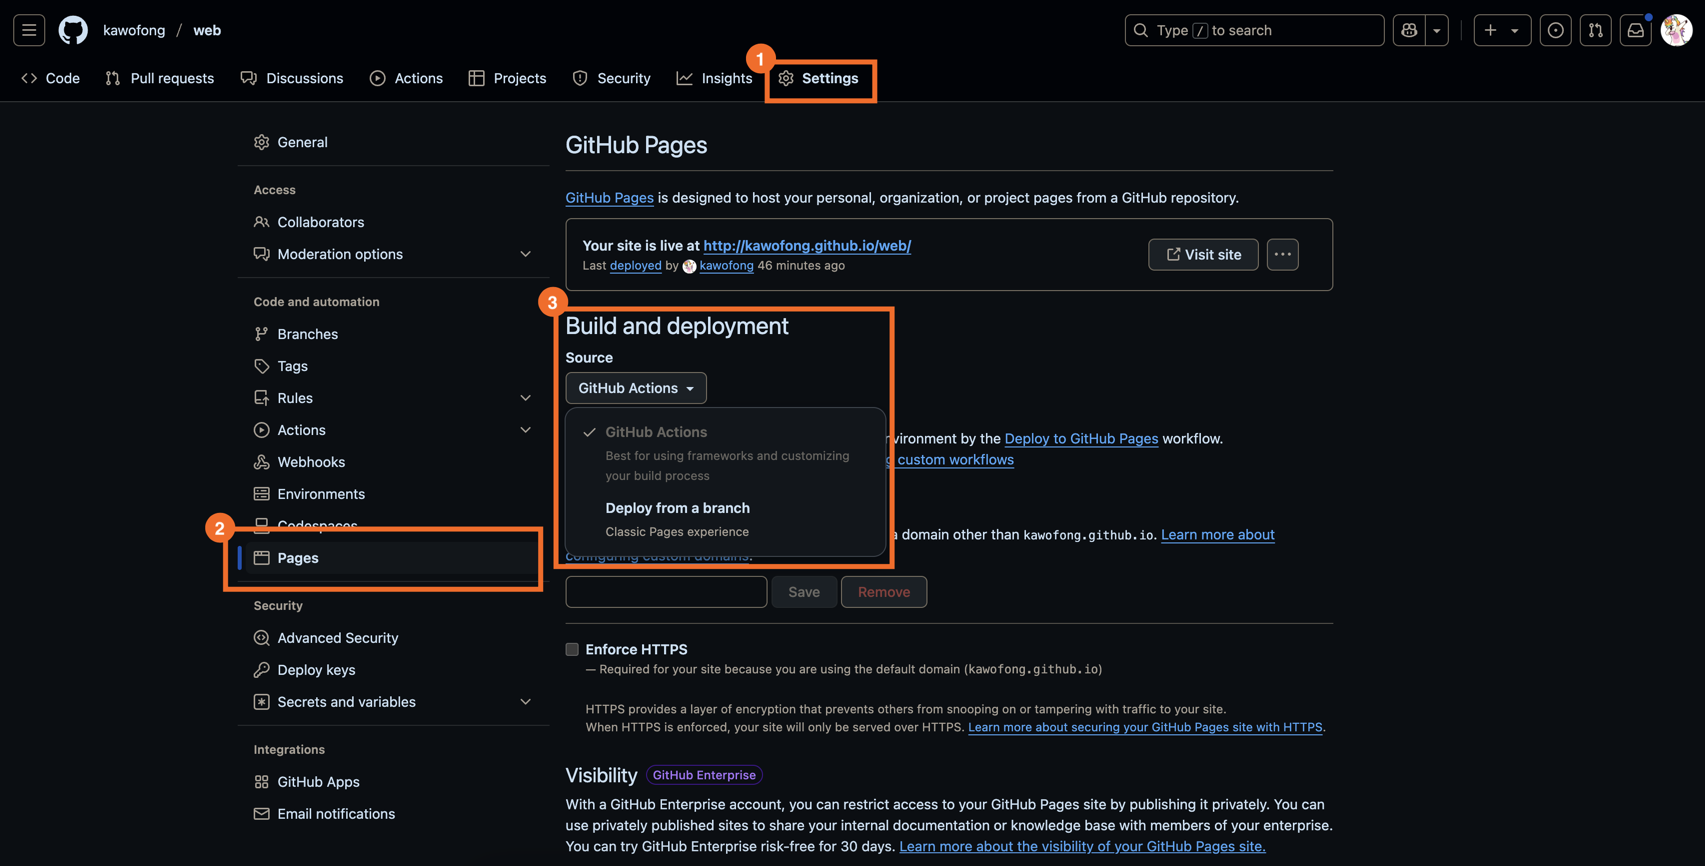 kawofong / web
Type / to search
Code
Pull requests
Discussions
Actions
Projects
Security
Insights
1
Settings
General
Access
Collaborators
Moderation options
Code and automation
Branches
Tags
Rules
Actions
Webhooks
Environments
Codespaces
2
Pages
Security
Advanced Security
Deploy keys
Secrets and variables
Integrations
GitHub Apps
Email notifications
GitHub Pages
GitHub Pages is designed to host your personal, organization, or project pages from a GitHub repository.
Your site is live at http://kawofong.github.io/web/
Last deployed by kawofong 46 minutes ago
Visit site
3
Build and deployment
Source
GitHub Actions
GitHub Actions
Best for using frameworks and customizing
your build process
Deploy from a branch
Classic Pages experience
nvironment by the Deploy to GitHub Pages workflow.
g custom workflows
a domain other than kawofong.github.io. Learn more about
configuring custom domains.
Save
Remove
Enforce HTTPS
— Required for your site because you are using the default domain (kawofong.github.io)
HTTPS provides a layer of encryption that prevents others from snooping on or tampering with traffic to your site.
When HTTPS is enforced, your site will only be served over HTTPS. Learn more about securing your GitHub Pages site with HTTPS.
Visibility GitHub Enterprise
With a GitHub Enterprise account, you can restrict access to your GitHub Pages site by publishing it privately. You can
use privately published sites to share your internal documentation or knowledge base with members of your enterprise.
You can try GitHub Enterprise risk-free for 30 days. Learn more about the visibility of your GitHub Pages site.